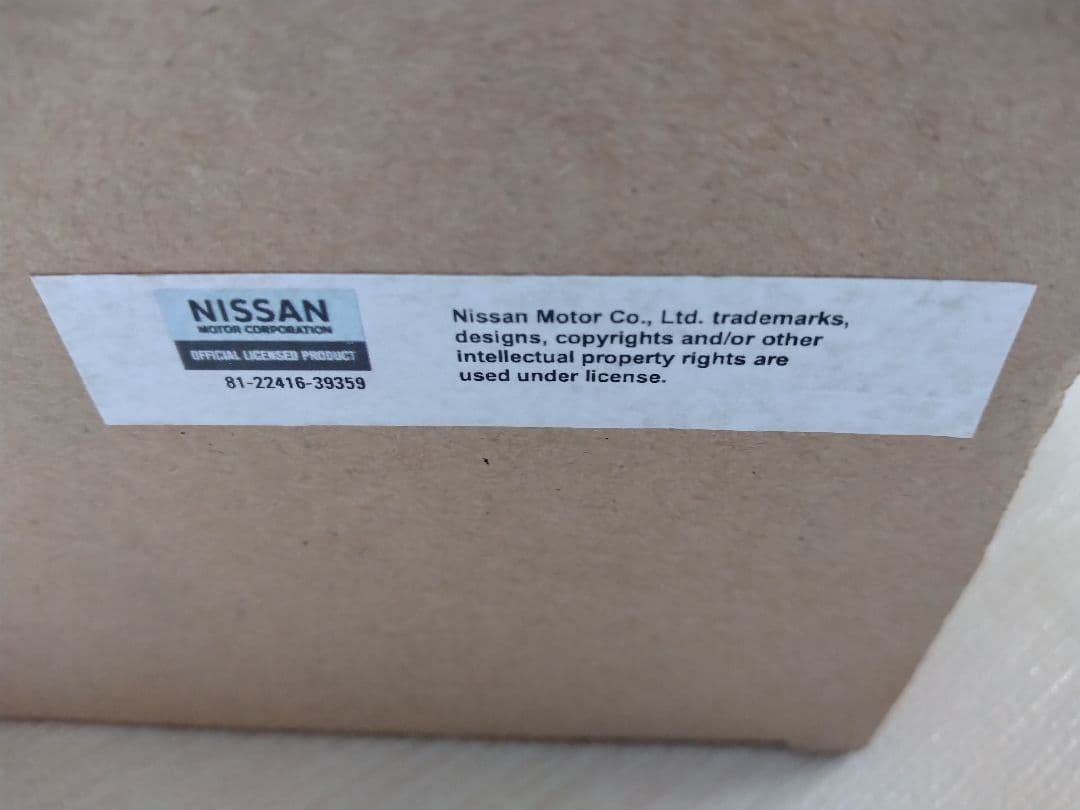 NISSAN
MOTOR CORPORATION
OFFICIAL LICENSED PRODUCT
81-22416-39359
Nissan Motor Co., Ltd. trademarks,
designs, copyrights and/or other
intellectual property rights are
used under license.